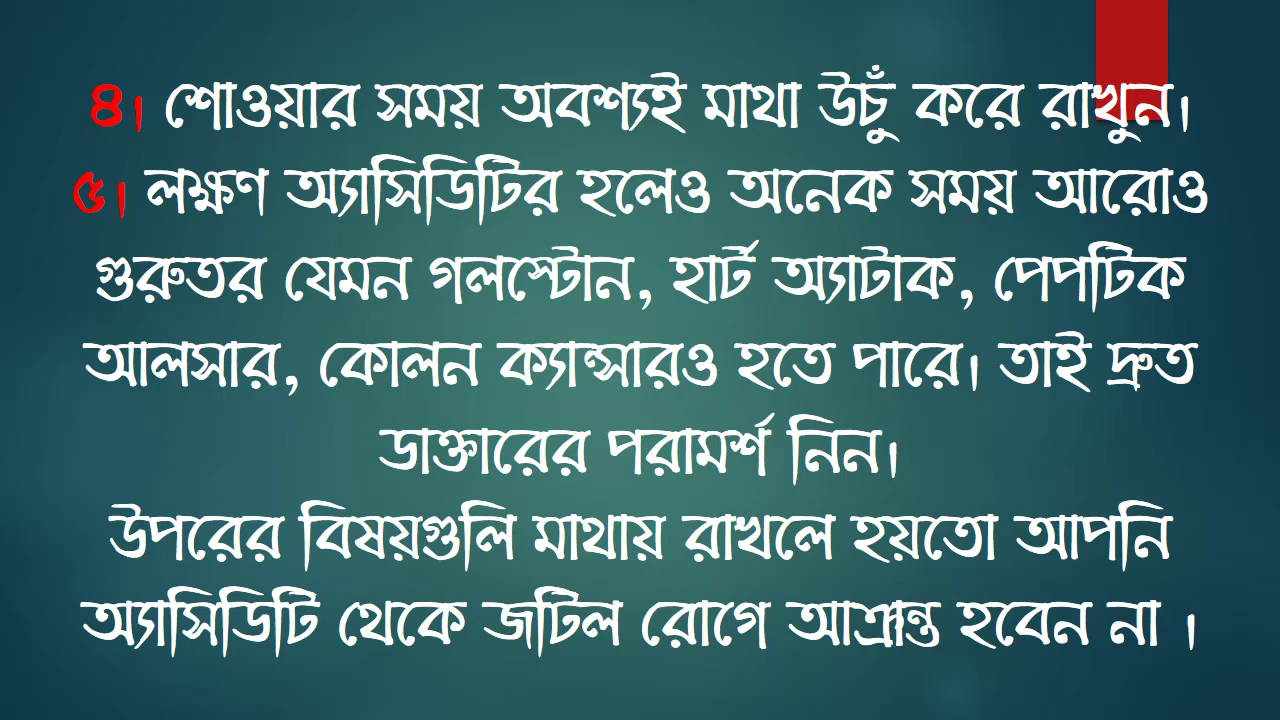 ৪। শোওয়ার সময় অবশ্যই মাথা উচুঁ করে রাখুন।
৫। লক্ষণ অ্যাসিডিটির হলেও অনেক সময় আরোও
গুরুতর যেমন গলস্টোন, হার্ট অ্যাটাক, পেপটিক
আলসার, কোলন ক্যান্সারও হতে পারে। তাই দ্রুত
ডাক্তারের পরামর্শ নিন।
উপরের বিষয়গুলি মাথায় রাখলে হয়তো আপনি
অ্যাসিডিটি থেকে জটিল রোগে আক্রান্ত হবেন না ।